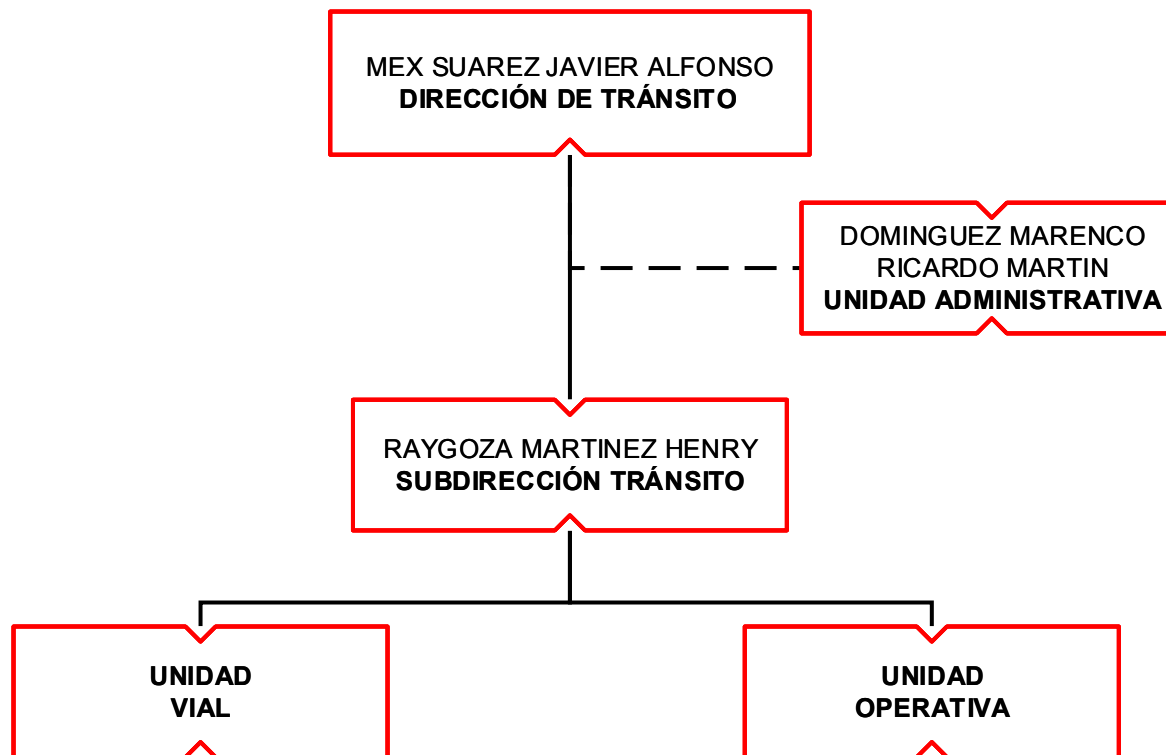 MEX SUAREZ JAVIER ALFONSO
DIRECCIÓN DE TRÁNSITO
DOMINGUEZ MARENCO
RICARDO MARTIN
UNIDAD ADMINISTRATIVA
RAYGOZA MARTINEZ HENRY
SUBDIRECCIÓN TRÁNSITO
UNIDAD
VIAL
UNIDAD
OPERATIVA